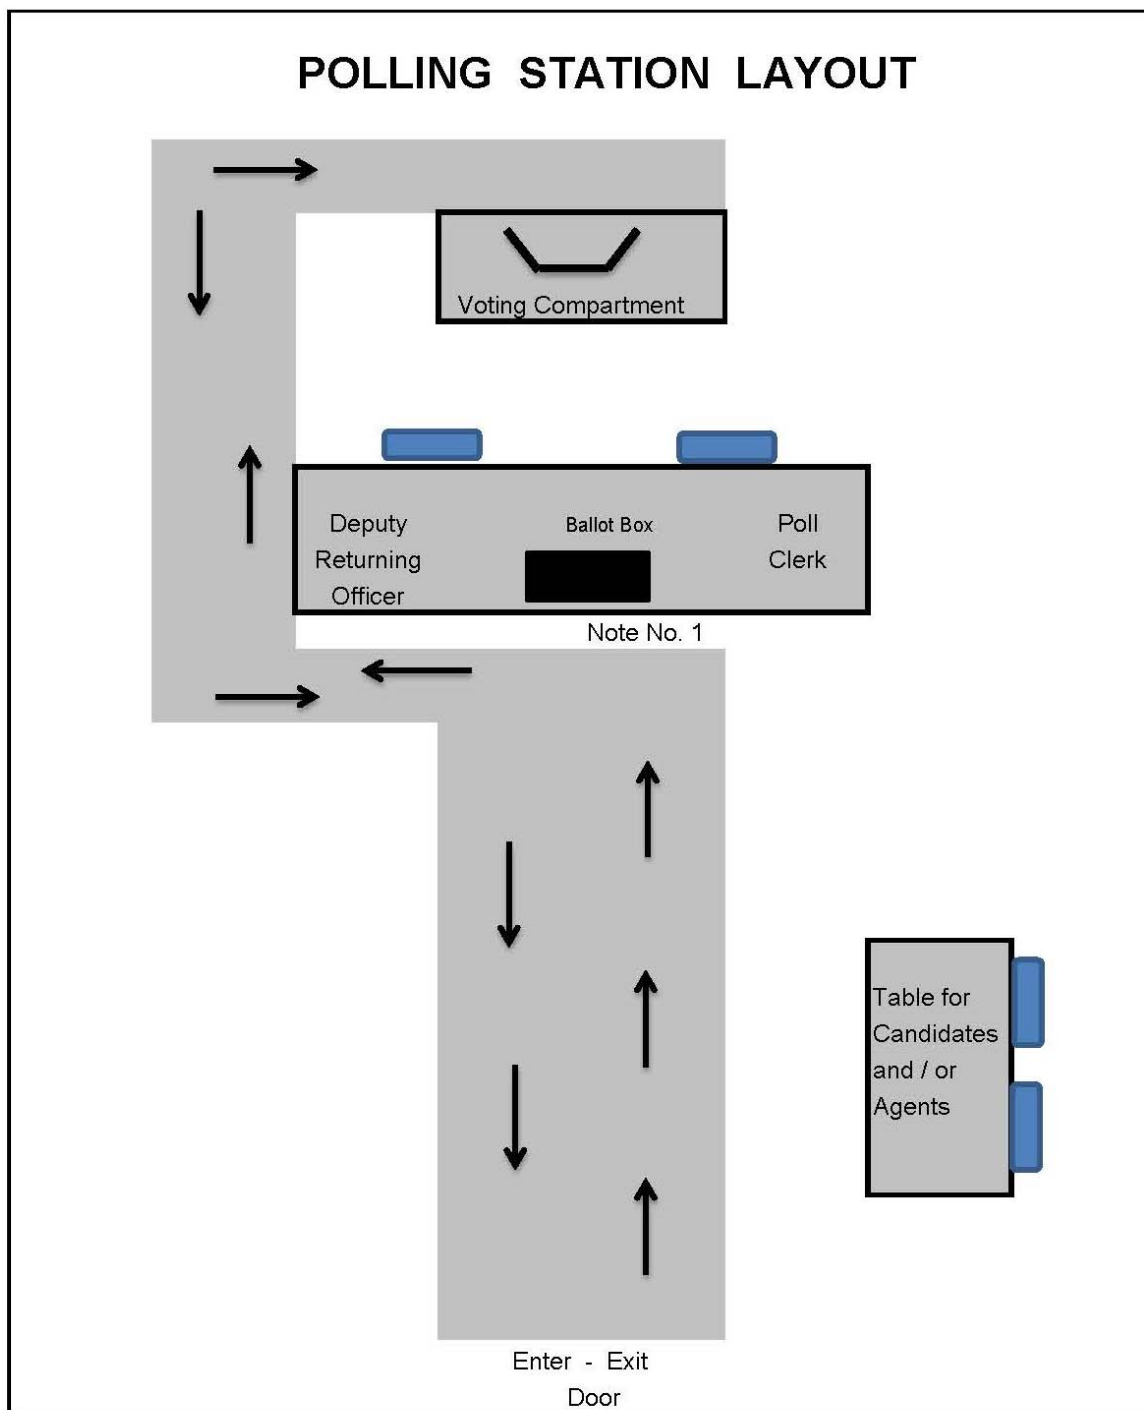 POLLING STATION LAYOUT
Voting Compartment
Deputy
Returning
Officer
Ballot Box
Poll
Clerk
Note No. 1
Table for
Candidates
and / or
Agents
Enter - Exit
Door